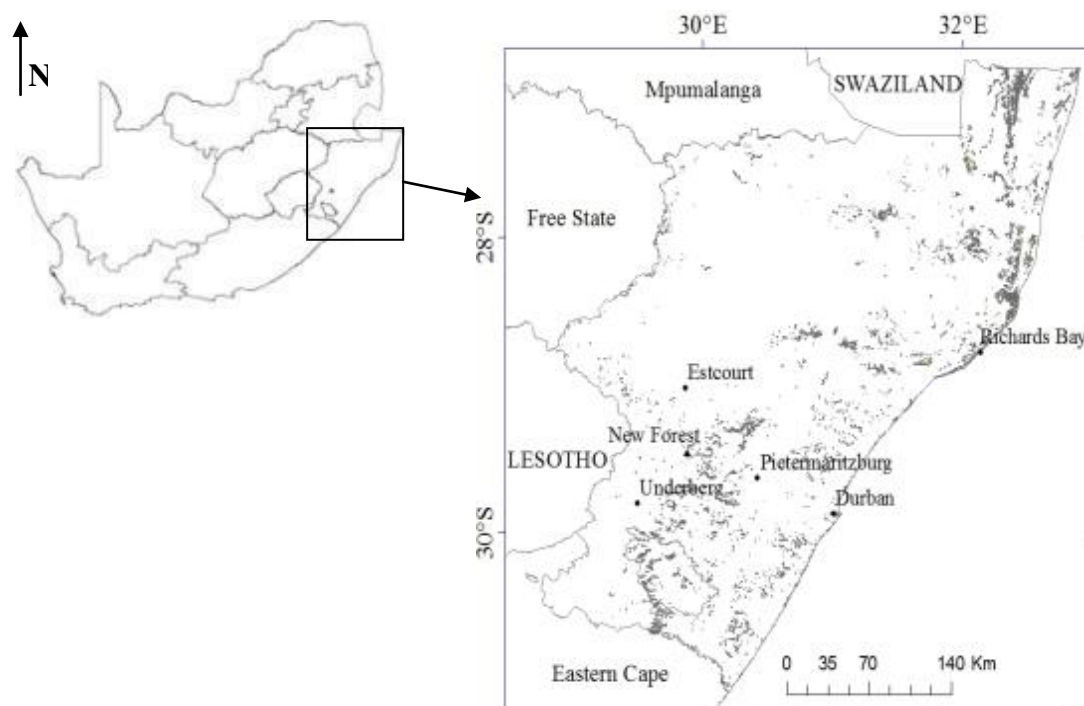 N
30°E
32°E
Mpumalanga
SWAZILAND
Free State
28°S
Richards Bay
Estcourt
New Forest
LESOTHO
Pietermaritzburg
Underberg
Durban
30°S
Eastern Cape
0 35 70 140 Km